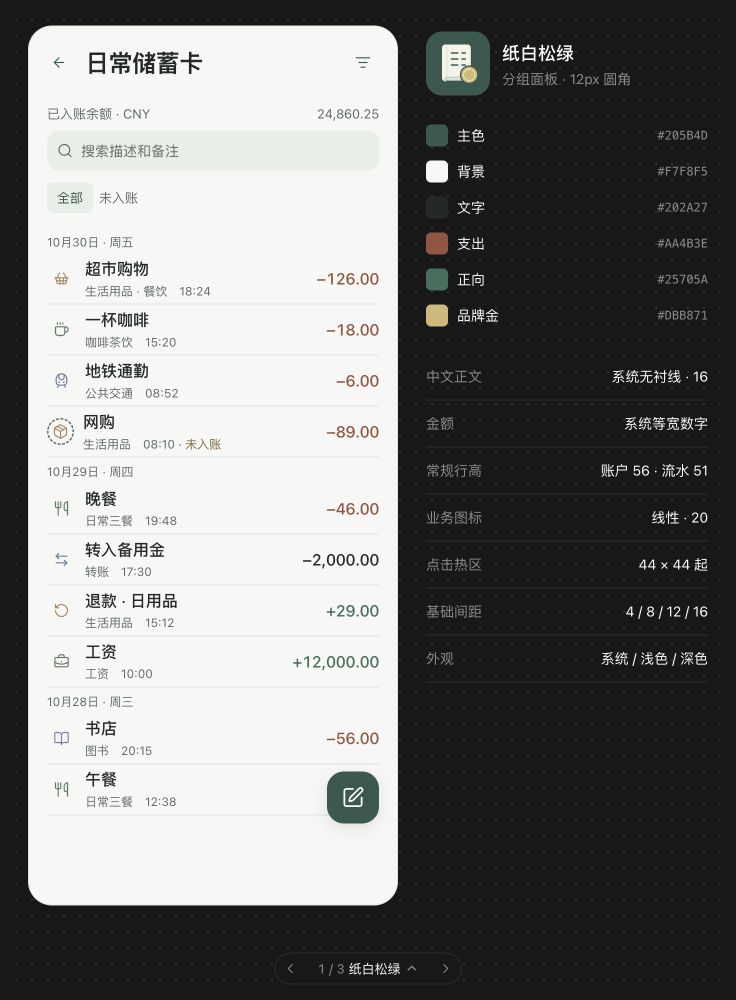 日常储蓄卡
已入账余额 · CNY 24,860.25
搜索描述和备注
全部 未入账
10月30日 · 周五
超市购物
生活用品 · 餐饮 18:24
−126.00
一杯咖啡
咖啡茶饮 15:20
−18.00
地铁通勤
公共交通 08:52
−6.00
网购
生活用品 08:10 · 未入账
−89.00
10月29日 · 周四
晚餐
日常三餐 19:48
−46.00
转入备用金
转账 17:30
−2,000.00
退款 · 日用品
生活用品 15:12
+29.00
工资
工资 10:00
+12,000.00
10月28日 · 周三
书店
图书 20:15
−56.00
午餐
日常三餐 12:38
纸白松绿
分组面板 · 12px 圆角
主色 #205B4D
背景 #F7F8F5
文字 #202A27
支出 #AA4B3E
正向 #25705A
品牌金 #DBB871
中文正文 系统无衬线 · 16
金额 系统等宽数字
常规行高 账户 56 · 流水 51
业务图标 线性 · 20
点击热区 44 × 44 起
基础间距 4 / 8 / 12 / 16
外观 系统 / 浅色 / 深色
1 / 3 纸白松绿